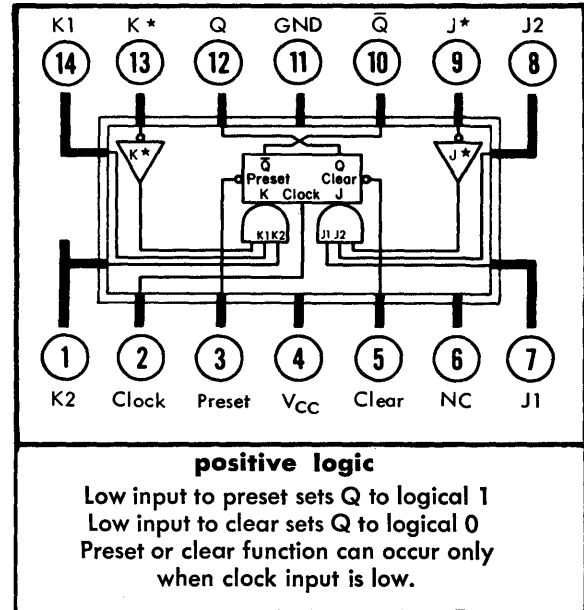 K1 K* Q GND Q̅ J* J2
14 13 12 11 10 9 8
K* J*
Q̅ Q
Preset Clear
K Clock J
K1 K2 J1 J2
1 2 3 4 5 6 7
K2 Clock Preset VCC Clear NC J1
positive logic
Low input to preset sets Q to logical 1
Low input to clear sets Q to logical 0
Preset or clear function can occur only
when clock input is low.